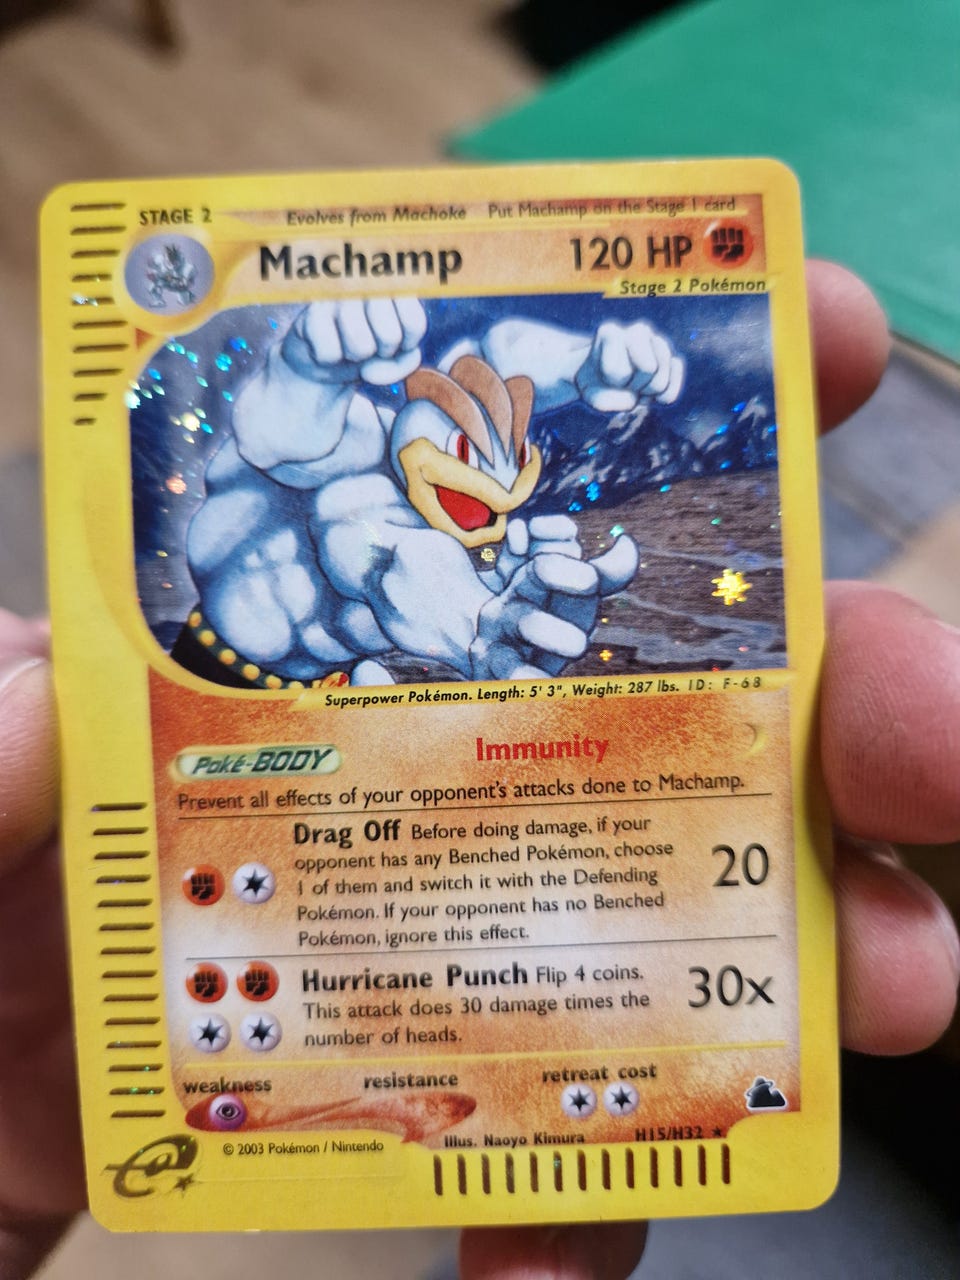 STAGE 2 Evolves from Machoke Put Machamp on the Stage 1 card
Machamp 120 HP
Stage 2 Pokémon
Superpower Pokémon. Length: 5' 3", Weight: 287 lbs. ID: F-68
Poké-BODY Immunity
Prevent all effects of your opponent's attacks done to Machamp.
Drag Off Before doing damage, if your
opponent has any Benched Pokémon, choose
1 of them and switch it with the Defending
Pokémon. If your opponent has no Benched
Pokémon, ignore this effect.
20
Hurricane Punch Flip 4 coins.
This attack does 30 damage times the
number of heads.
30x
weakness resistance retreat cost
© 2003 Pokémon / Nintendo Illus. Naoyo Kimura H15/H32 ★
e